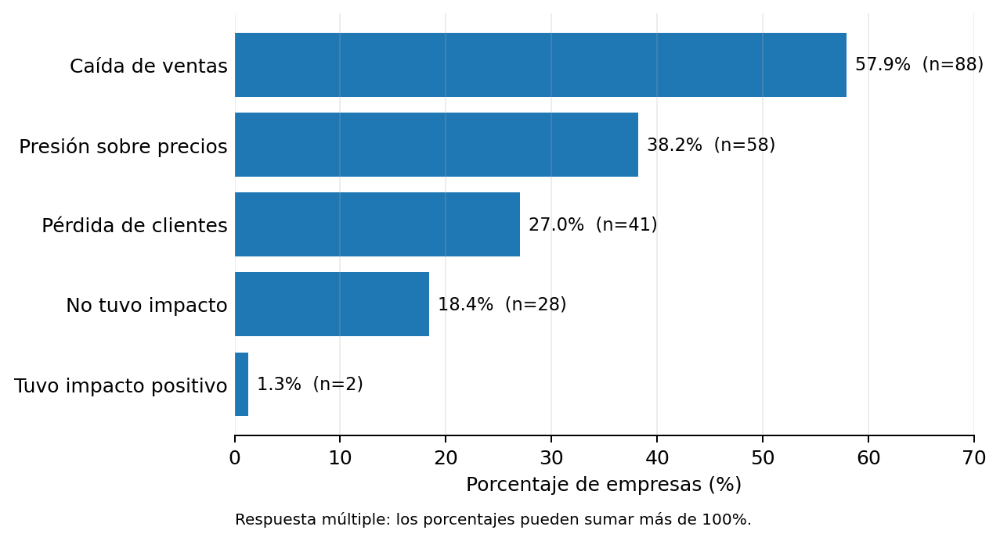 Caída de ventas 57.9% (n=88)
Presión sobre precios 38.2% (n=58)
Pérdida de clientes 27.0% (n=41)
No tuvo impacto 18.4% (n=28)
Tuvo impacto positivo 1.3% (n=2)
0 10 20 30 40 50 60 70
Porcentaje de empresas (%)
Respuesta múltiple: los porcentajes pueden sumar más de 100%.